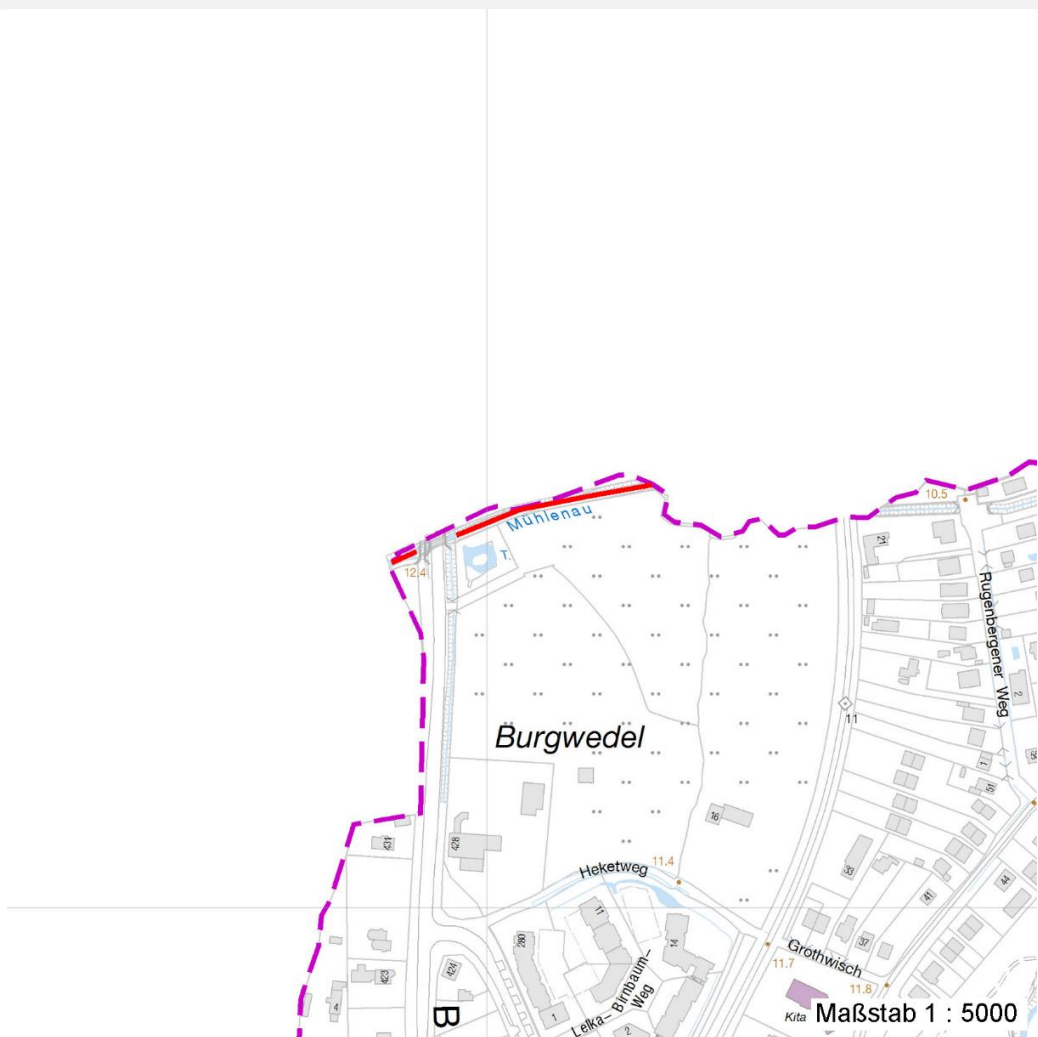 10.5
Mühlenau
T.
12.4
21
Rugenbergener Weg
2
11
Burgwedel
1
51
431
428
16
33
Heketweg
11.4
41
44
11
280
14
37
Grothwisch
11.7
11.8
424
423
4
Lelka-Birnbaum-
Weg
1
2
B
Kita
Maßstab 1 : 5000